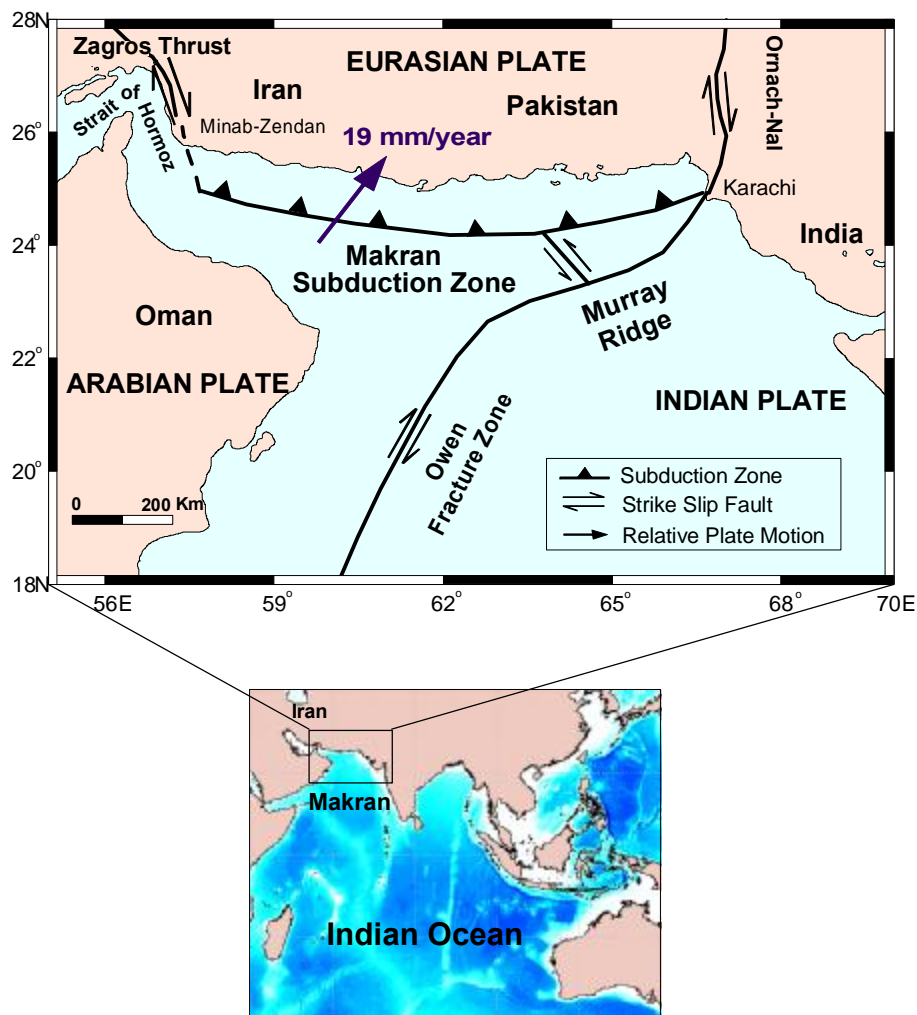 28N
26°
24°
22°
20°
18N
56E
59°
62°
65°
68°
70E
Zagros Thrust
EURASIAN PLATE
Iran
Pakistan
Ornach-Nal
Strait of
Hormoz
Minab-Zendan
19 mm/year
Karachi
India
Makran
Subduction Zone
Oman
Murray
Ridge
ARABIAN PLATE
INDIAN PLATE
Owen
Fracture Zone
0 200 Km
Subduction Zone
Strike Slip Fault
Relative Plate Motion
Iran
Makran
Indian Ocean